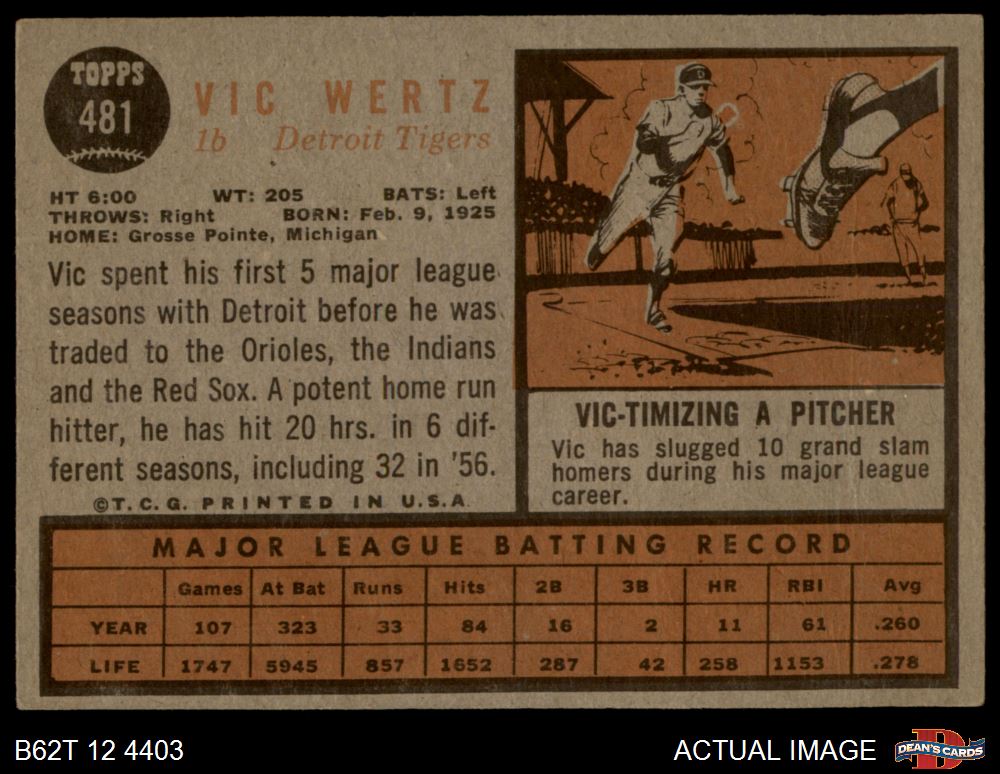 TOPPS
481
VIC WERTZ
1b Detroit Tigers
HT 6:00 WT: 205 BATS: Left
THROWS: Right BORN: Feb. 9, 1925
HOME: Grosse Pointe, Michigan
Vic spent his first 5 major league
seasons with Detroit before he was
traded to the Orioles, the Indians
and the Red Sox. A potent home run
hitter, he has hit 20 hrs. in 6 dif-
ferent seasons, including 32 in '56.
©T.C.G. PRINTED IN U.S.A.
D
VIC-TIMIZING A PITCHER
Vic has slugged 10 grand slam
homers during his major league
career.
MAJOR LEAGUE BATTING RECORD
Games At Bat Runs Hits 2B 3B HR RBI Avg
YEAR 107 323 33 84 16 2 11 61 .260
LIFE 1747 5945 857 1652 287 42 258 1153 .278
B62T 12 4403
ACTUAL IMAGE
D
DEAN'S CARDS